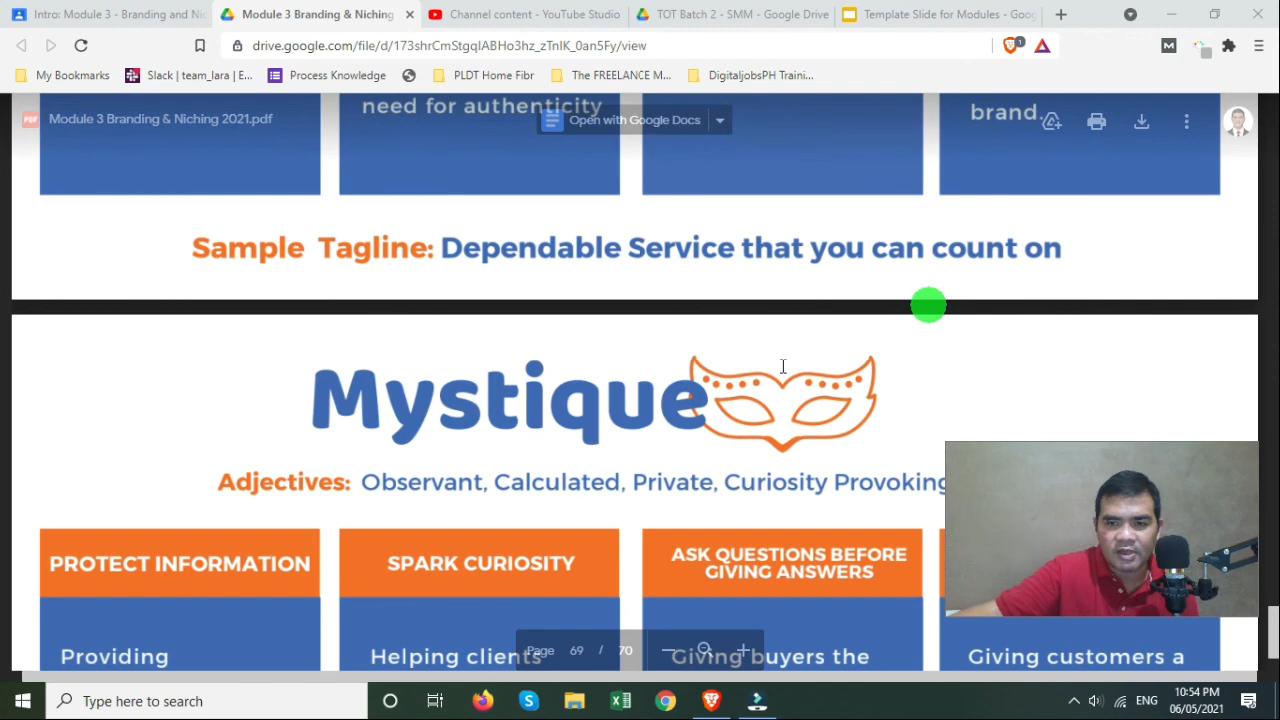 Intro: Module 3 - Branding and Nic
Module 3 Branding & Niching
Channel content - YouTube Studio
TOT Batch 2 - SMM - Google Drive
Template Slide for Modules - Goo
drive.google.com/file/d/173shrCmStgqIABHo3hz_zTnIK_0an5Fy/view
1
My Bookmarks
Slack | team_lara | E...
Process Knowledge
PLDT Home Fibr
The FREELANCE M...
DigitaljobsPH Traini...
need for authenticity
brand.
Module 3 Branding & Niching 2021.pdf
Open with Google Docs
Sample Tagline: Dependable Service that you can count on
Mystique
Adjectives: Observant, Calculated, Private, Curiosity Provoking
PROTECT INFORMATION
SPARK CURIOSITY
ASK QUESTIONS BEFORE
GIVING ANSWERS
Providing
Helping clients
Giving buyers the
Giving customers a
Page 69 / 70
Type here to search
ENG
10:54 PM
06/05/2021